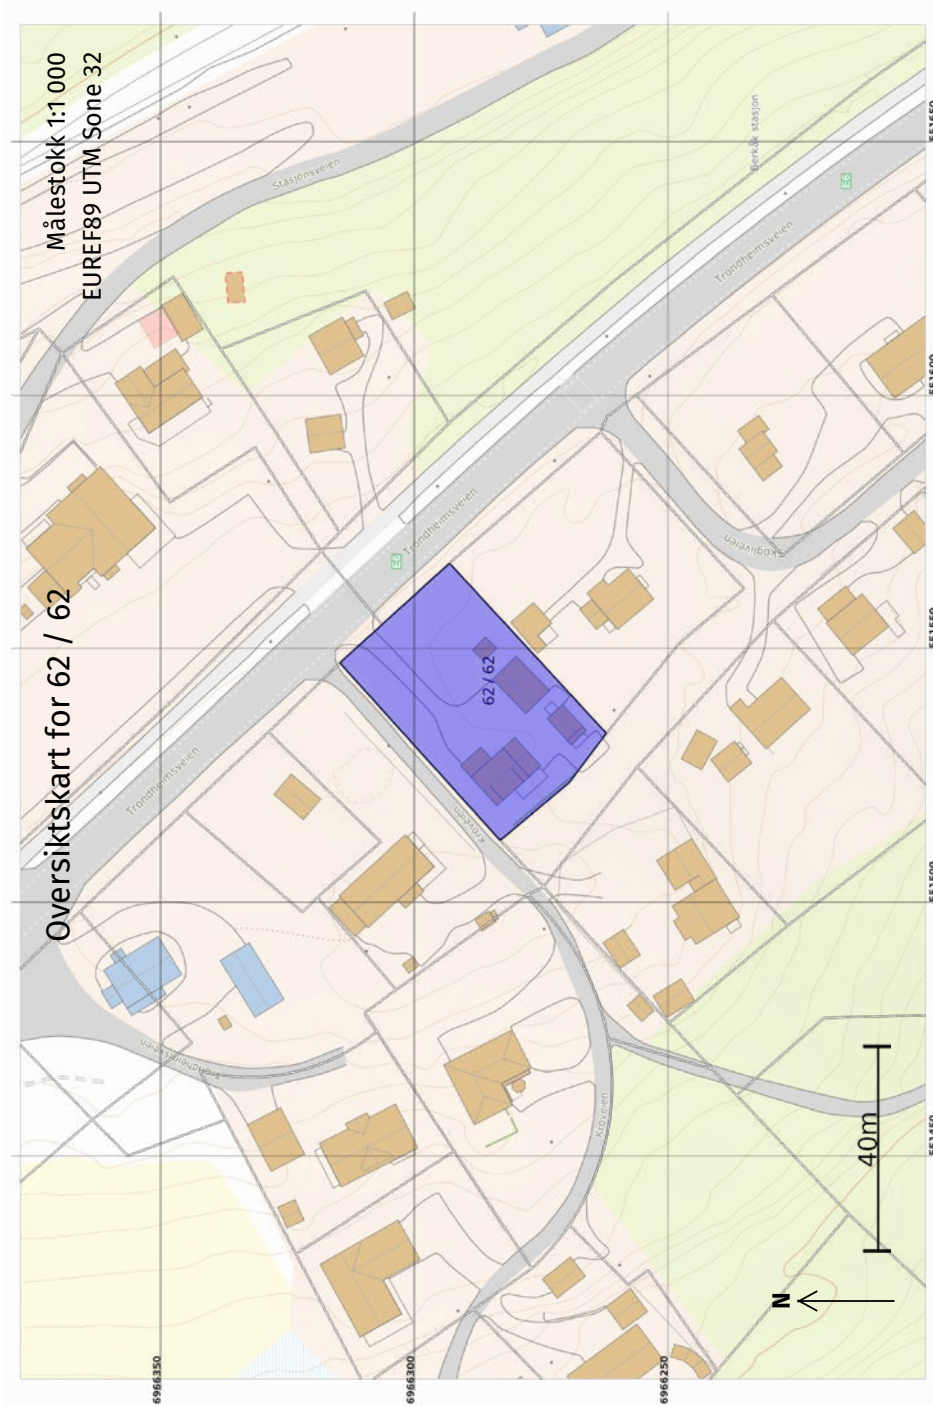 Oversiktskart for 62 / 62
Målestokk 1:1 000
EUREF89 UTM Sone 32
Stasjonsveien
Berkåk stasjon
E6
Trondheimsveien
E6
Trondheimsveien
Skogliveien
62 / 62
Trondheimsveien
Kroveien
Trondheimsveien
Kroveien
40m
N
6966350
6966300
6966250
551450
551500
551550
551600
551650